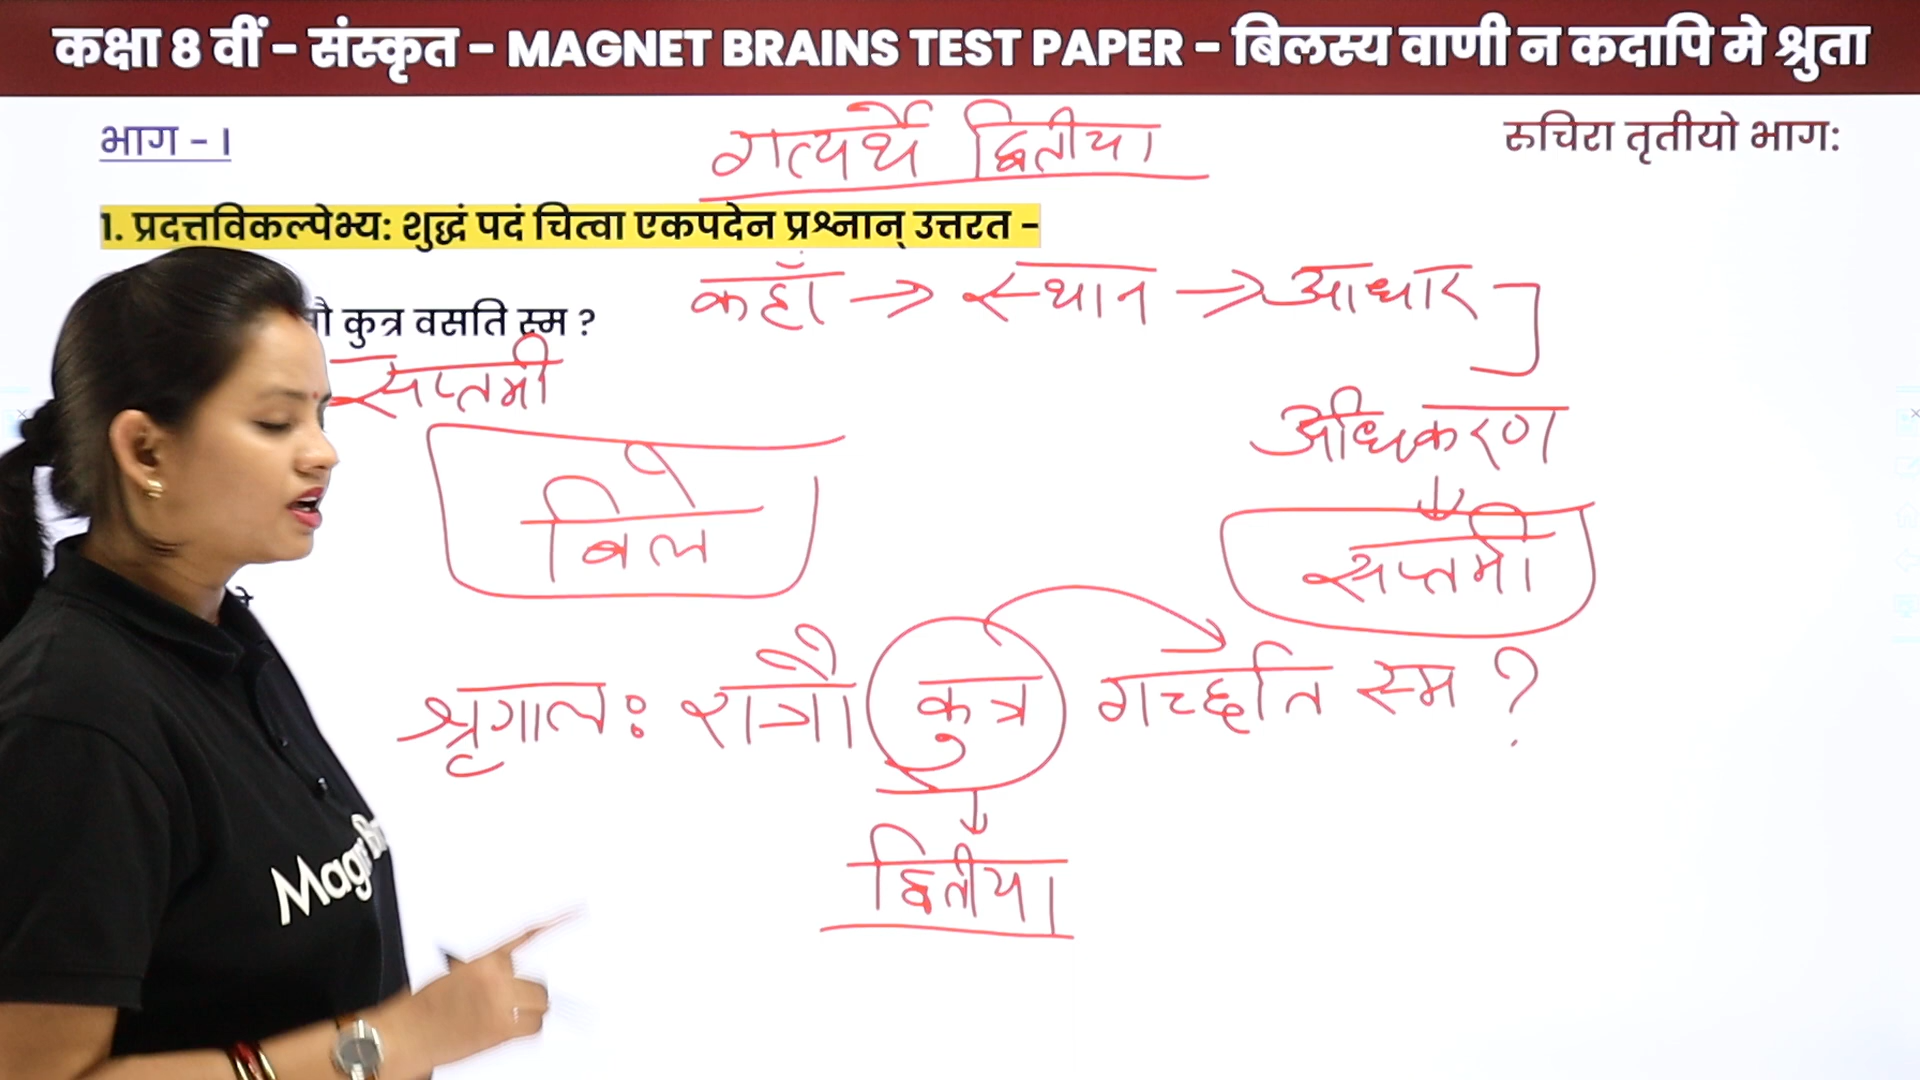 कक्षा 8 वीं - संस्कृत - MAGNET BRAINS TEST PAPER - बिलस्य वाणी न कदापि मे श्रुता
भाग - I
गत्यर्थे द्वितीया
रुचिरा तृतीयो भाग:
1. प्रदत्तविकल्पेभ्य: शुद्धं पदं चित्वा एकपदेन प्रश्नान् उत्तरत -
कहाँ → स्थान → आधार
कुत्र वसति स्म ?
सप्तमी
अधिकरण
बिले
सप्तमी
श्रृगाल: रात्रौ कुत्र गच्छति स्म ?
द्वितीया